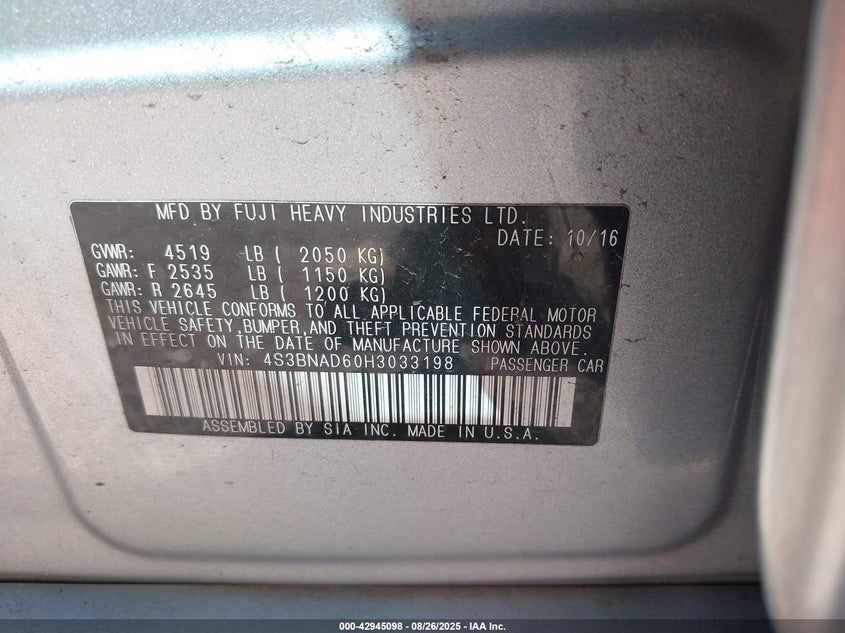 MFD. BY FUJI HEAVY INDUSTRIES LTD.
DATE: 10/16
GVWR: 4519 LB ( 2050 KG)
GAWR: F 2535 LB ( 1150 KG)
GAWR: R 2645 LB ( 1200 KG)
THIS VEHICLE CONFORMS TO ALL APPLICABLE FEDERAL MOTOR
VEHICLE SAFETY,BUMPER,AND THEFT PREVENTION STANDARDS
IN EFFECT ON THE DATE OF MANUFACTURE SHOWN ABOVE.
VIN: 4S3BNAD60H3033198 PASSENGER CAR
ASSEMBLED BY SIA INC. MADE IN U.S.A.
000-42945098 | 08/26/2025 | IAA Inc.